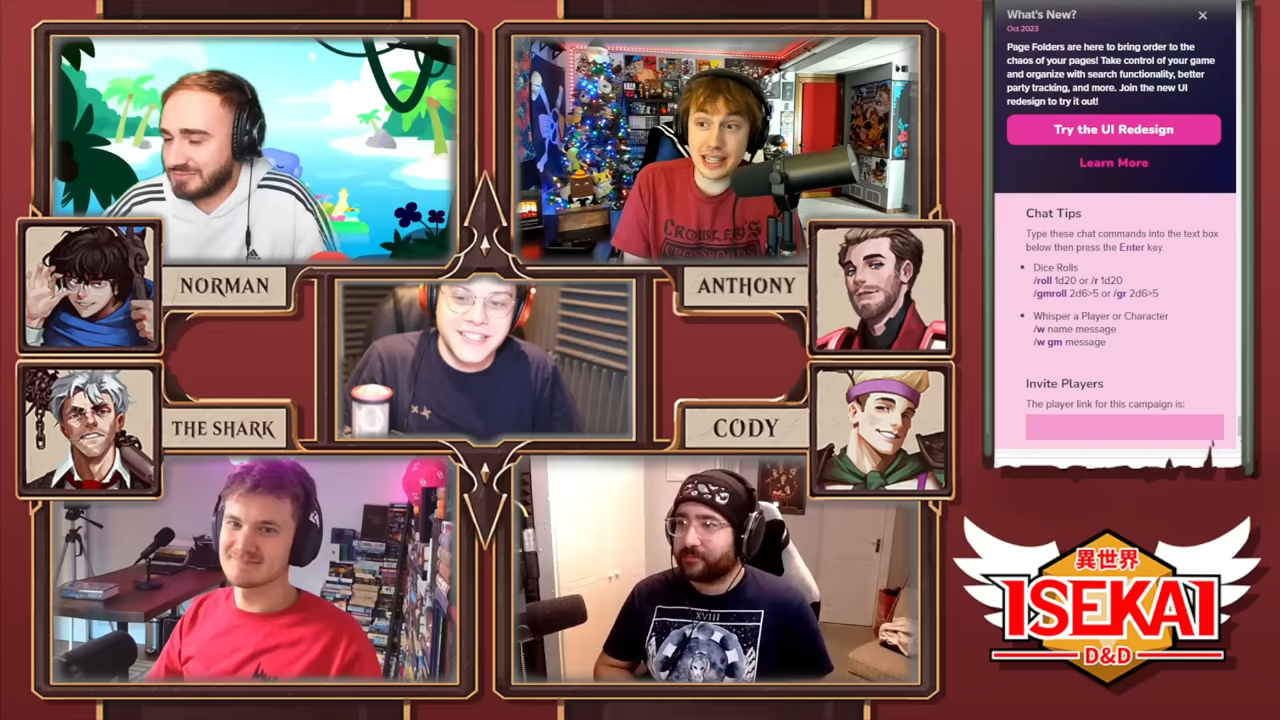 What's New?
Oct 2023
Page Folders are here to bring order to the
chaos of your pages! Take control of your game
and organize with search functionality, better
party tracking, and more. Join the new UI
redesign to try it out!
Try the UI Redesign
Learn More
Chat Tips
Type these chat commands into the text box
below then press the Enter key.
Dice Rolls
/roll 1d20 or /r 1d20
/gmroll 2d6>5 or /gr 2d6>5
Whisper a Player or Character
/w name message
/w gm message
Invite Players
The player link for this campaign is:
NORMAN
ANTHONY
THE SHARK
CODY
XVIII
異世界
ISEKAI
D&D